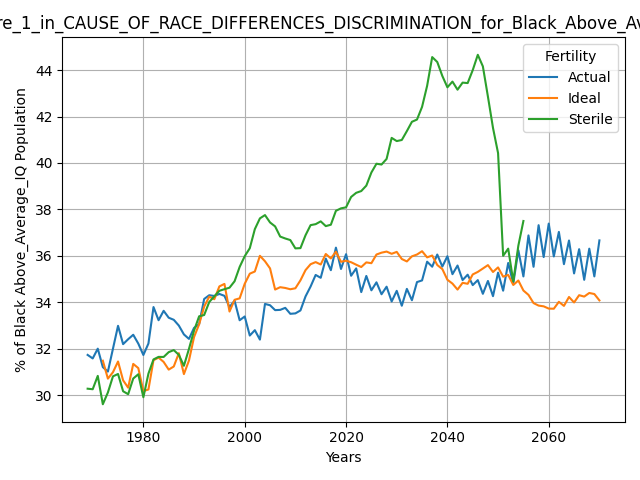 re_1_in_CAUSE_OF_RACE_DIFFERENCES_DISCRIMINATION_for_Black_Above_Av
Fertility
Actual
Ideal
Sterile
% of Black Above_Average_IQ Population
44
42
40
38
36
34
32
30
1980
2000
2020
2040
2060
Years